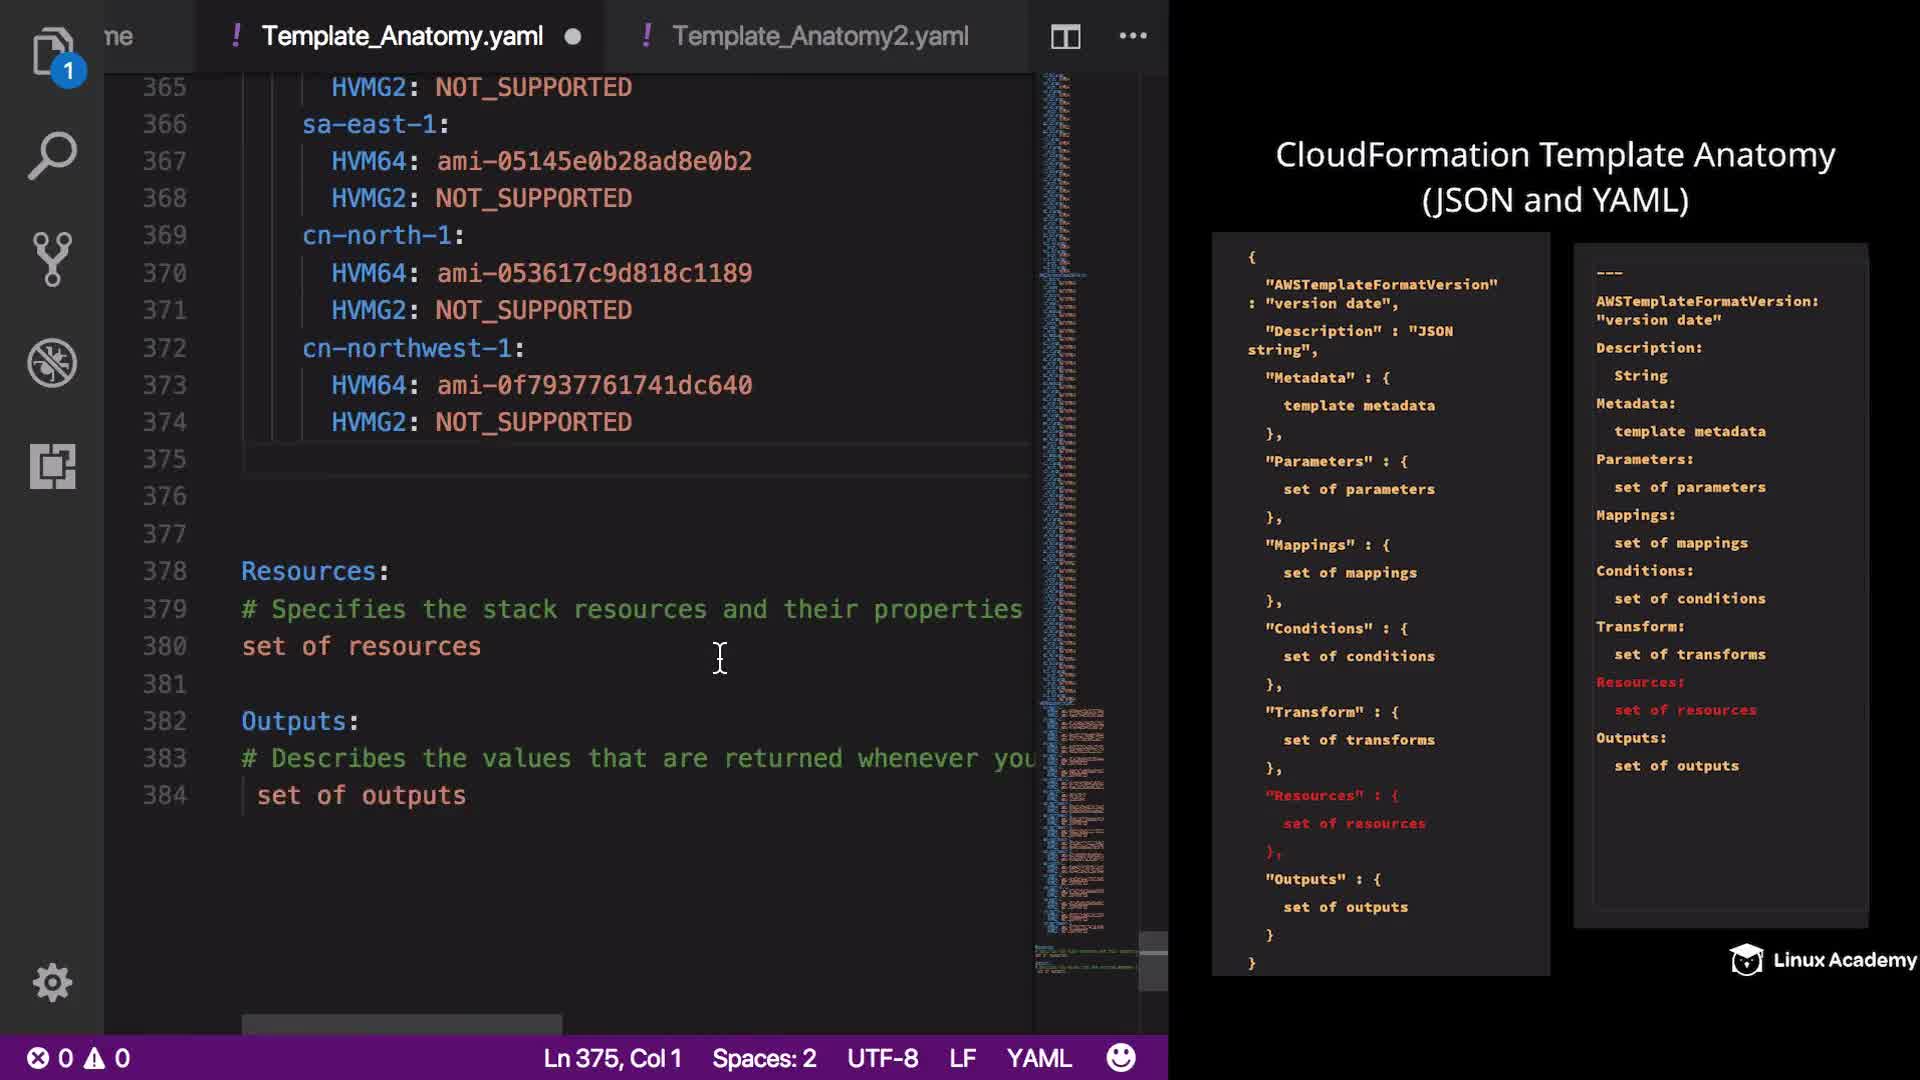 me
! Template_Anatomy.yaml
! Template_Anatomy2.yaml
1
365 HVMG2: NOT_SUPPORTED
366 sa-east-1:
367 HVM64: ami-05145e0b28ad8e0b2
368 HVMG2: NOT_SUPPORTED
369 cn-north-1:
370 HVM64: ami-053617c9d818c1189
371 HVMG2: NOT_SUPPORTED
372 cn-northwest-1:
373 HVM64: ami-0f7937761741dc640
374 HVMG2: NOT_SUPPORTED
375
376
377
378 Resources:
379 # Specifies the stack resources and their properties
380 set of resources
381
382 Outputs:
383 # Describes the values that are returned whenever you
384 set of outputs
0 0 Ln 375, Col 1 Spaces: 2 UTF-8 LF YAML
CloudFormation Template Anatomy
(JSON and YAML)
{
"AWSTemplateFormatVersion"
: "version date",
"Description" : "JSON
string",
"Metadata" : {
template metadata
},
"Parameters" : {
set of parameters
},
"Mappings" : {
set of mappings
},
"Conditions" : {
set of conditions
},
"Transform" : {
set of transforms
},
"Resources" : {
set of resources
},
"Outputs" : {
set of outputs
}
}
---
AWSTemplateFormatVersion:
"version date"
Description:
String
Metadata:
template metadata
Parameters:
set of parameters
Mappings:
set of mappings
Conditions:
set of conditions
Transform:
set of transforms
Resources:
set of resources
Outputs:
set of outputs
Linux Academy